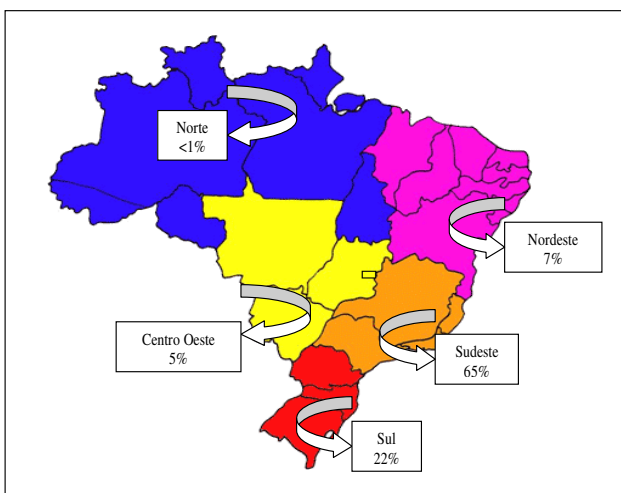 Norte
<1%
Nordeste
7%
Centro Oeste
5%
Sudeste
65%
Sul
22%